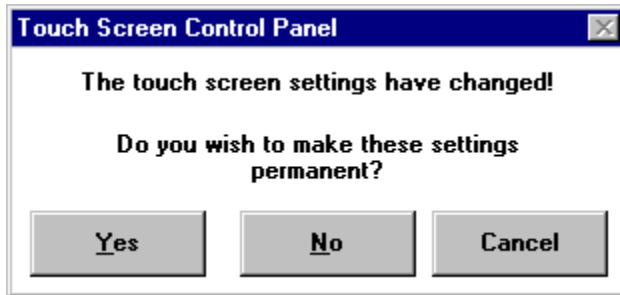 Touch Screen Control Panel
The touch screen settings have changed!
Do you wish to make these settings
permanent?
Yes
No
Cancel